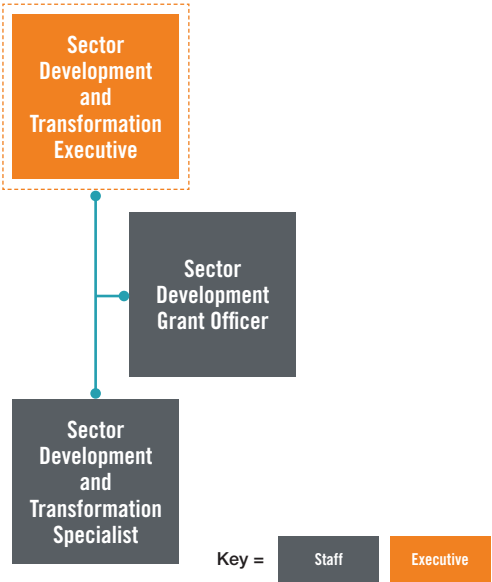 Sector
Development
and
Transformation
Executive
Sector
Development
Grant Officer
Sector
Development
and
Transformation
Specialist
Key = Staff Executive